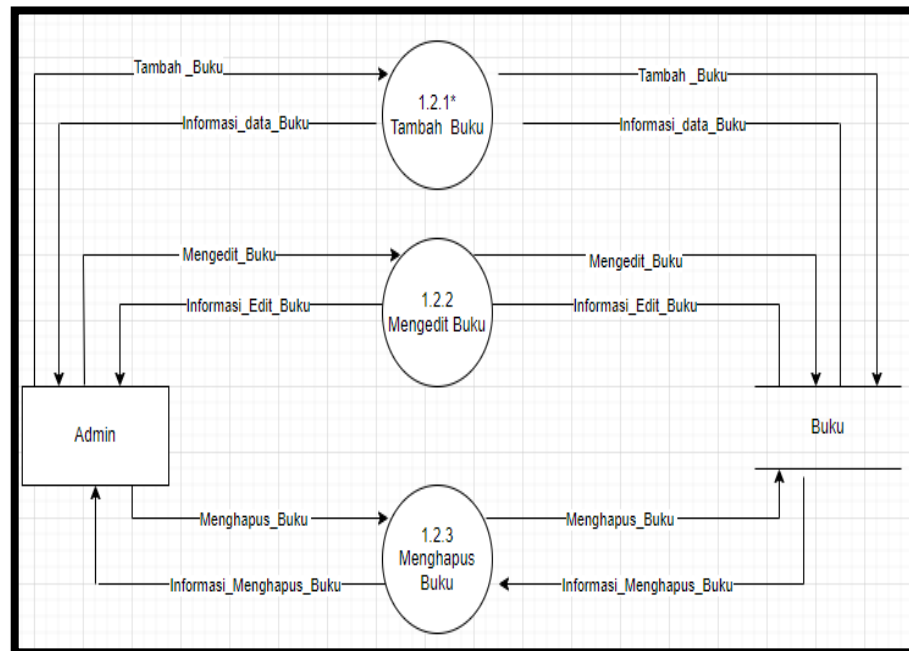 Tambah _Buku
Tambah _Buku
1.2.1*
Tambah Buku
Informasi_data_Buku
Informasi_data_Buku
Mengedit_Buku
Mengedit_Buku
1.2.2
Mengedit Buku
Informasi_Edit_Buku
Informasi_Edit_Buku
Admin
Buku
Menghapus_Buku
Menghapus_Buku
1.2.3
Menghapus
Buku
Informasi_Menghapus_Buku
Informasi_Menghapus_Buku